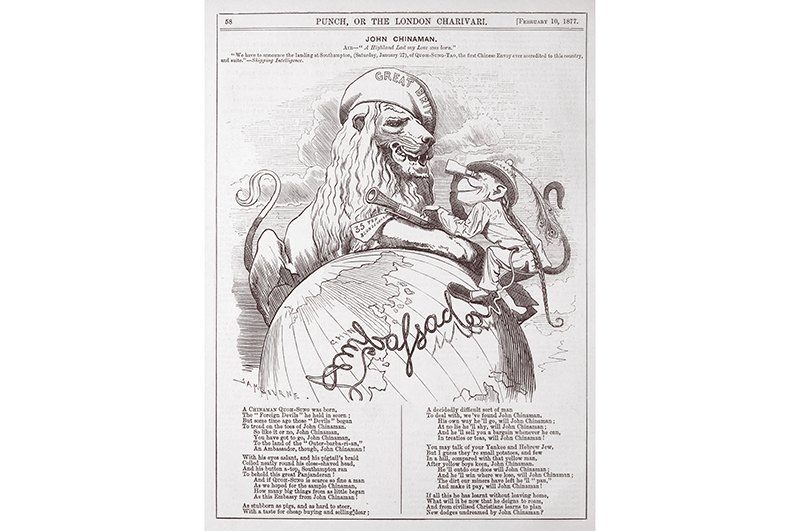 58
PUNCH, OR THE LONDON CHARIVARI.
[FEBRUARY 10, 1877.
JOHN CHINAMAN.
AIR—"A Highland Lad my Love was born."
"We have to announce the landing at Southampton, (Saturday, January 27), of QUOH-SUNG-TAO, the first Chinese Envoy ever accredited to this country,
and suite."—Shipping Intelligence.
GREAT BRIT
35 TON
CHIN
Embassador
SAMBOURNE
A CHINAMAN QUOH-SUNG was born,
The "Foreign Devils" he held in scorn;
But some time ago those "Devils" began
To tread on the toes of John Chinaman.
So like it or no, John Chinaman,
You have got to go, John Chinaman,
To the land of the "Outer-barba-ri-an,"
An Ambassador, though, John Chinaman!
With his eyes aslant, and his pigtail's braid
Coiled neatly round his close-shaved head,
And his button a-top, Southampton ran
To behold this great Panjanderan!
And if QUOH-SUNG is scarce so fine a man
As we hoped for the sample Chinaman,
How many big things from as little began
As this Embassy from John Chinaman!
As stubborn as pigs, and as hard to steer,
With a taste for cheap buying and selling dear;
A decidedly difficult sort of man
To deal with, we've found John Chinaman.
His own way he'll go, will John Chinaman;
At no lie he'll shy, will John Chinaman;
And he'll sell you a bargain whenever he can,
In treaties or teas, will John Chinaman!
You may talk of your Yankee and Hebrew Jew,
But I guess they're small potatoes, and few
In a hill, compared with that yellow man,
After yellow boys keen, John Chinaman.
He'll outdo our does will John Chinaman;
And he'll win where we lose, will John Chinaman;
The dirt our miners have left he'll "pan,"
And make it pay, will John Chinaman!
If all this he has learnt without leaving home,
What will it be now that he deigns to roam,
And from civilised Christians learns to plan
New dodges undreamed by John Chinaman?